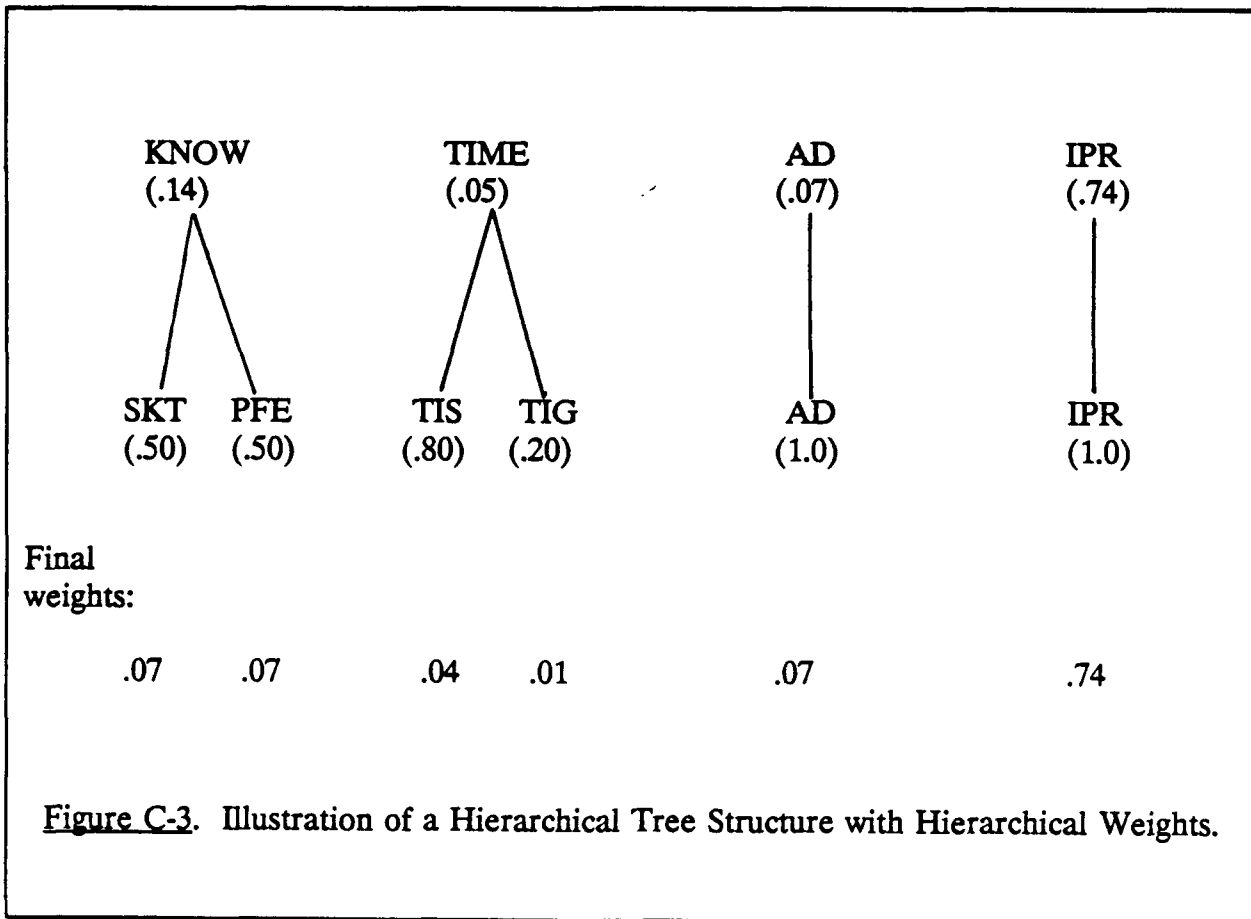 KNOW TIME AD IPR
(.14) (.05) (.07) (.74)
SKT PFE TIS TIG AD IPR
(.50) (.50) (.80) (.20) (1.0) (1.0)
Final
weights:
.07 .07 .04 .01 .07 .74
Figure C-3. Illustration of a Hierarchical Tree Structure with Hierarchical Weights.